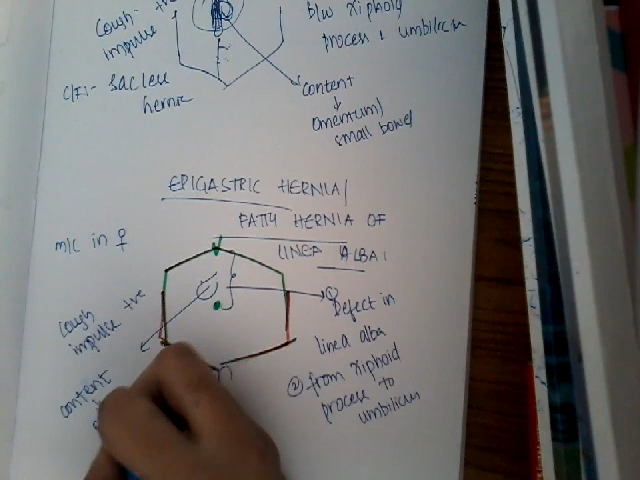 Cough +ve
impulse
b/w xiphoid
process & umbilicus
C/F:- Sacless
hernia
Content
↓
Omentum/
small bowel
EPIGASTRIC HERNIA/
FATTY HERNIA OF
LINEA ALBA:
m/c in ♀
Cough
impulse +ve
① Defect in
linea alba
② from xiphoid
process to
umbilicus
content